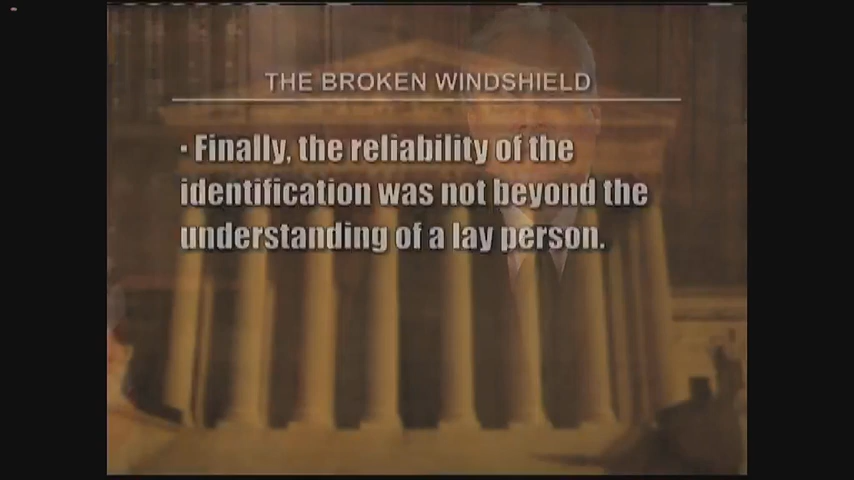 THE BROKEN WINDSHIELD
· Finally, the reliability of the
identification was not beyond the
understanding of a lay person.